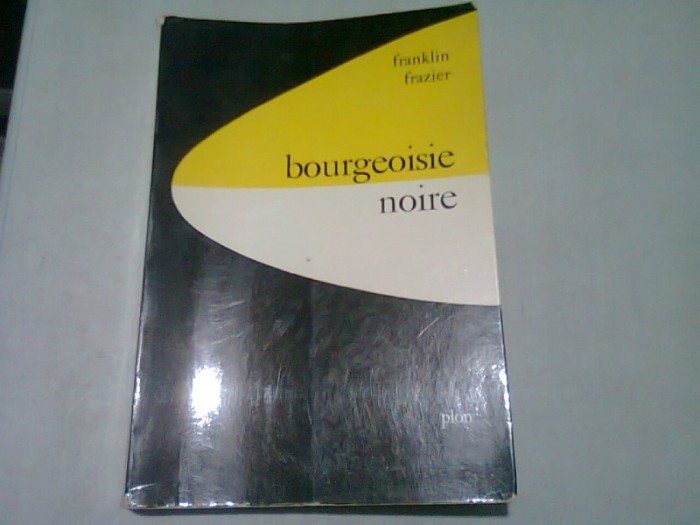 franklin
frazier
bourgeoisie
noire
plon